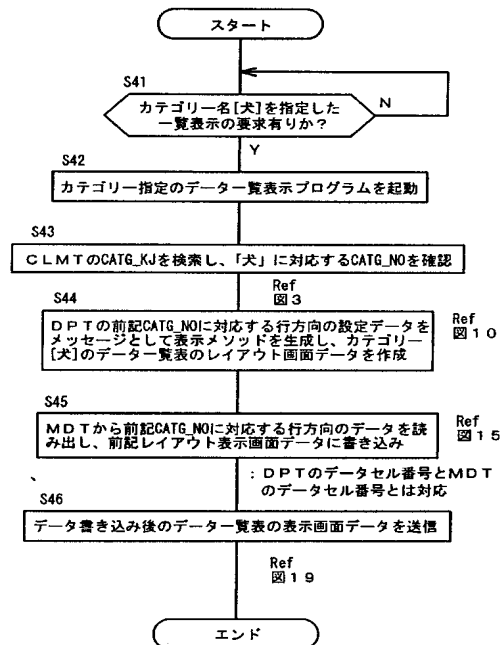 スタート
S41
カテゴリー名[犬]を指定した
一覧表示の要求有りか？
N
Y
S42
カテゴリー指定のデータ一覧表示プログラムを起動
S43
ＣＬＭＴのCATG_KJを検索し、「犬」に対応するCATG_NOを確認
Ref
図３
S44
ＤＰＴの前記CATG_NOに対応する行方向の設定データを
メッセージとして表示メソッドを生成し、カテゴリー
[犬]のデータ一覧表のレイアウト画面データを作成
Ref
図１０
S45
ＭＤＴから前記CATG_NOに対応する行方向のデータを読
み出し、前記レイアウト表示画面データに書き込み
Ref
図１５
：ＤＰＴのデータセル番号とＭＤＴ
のデータセル番号とは対応
、
S46
データ書き込み後のデータ一覧表の表示画面データを送信
Ref
図１９
エンド